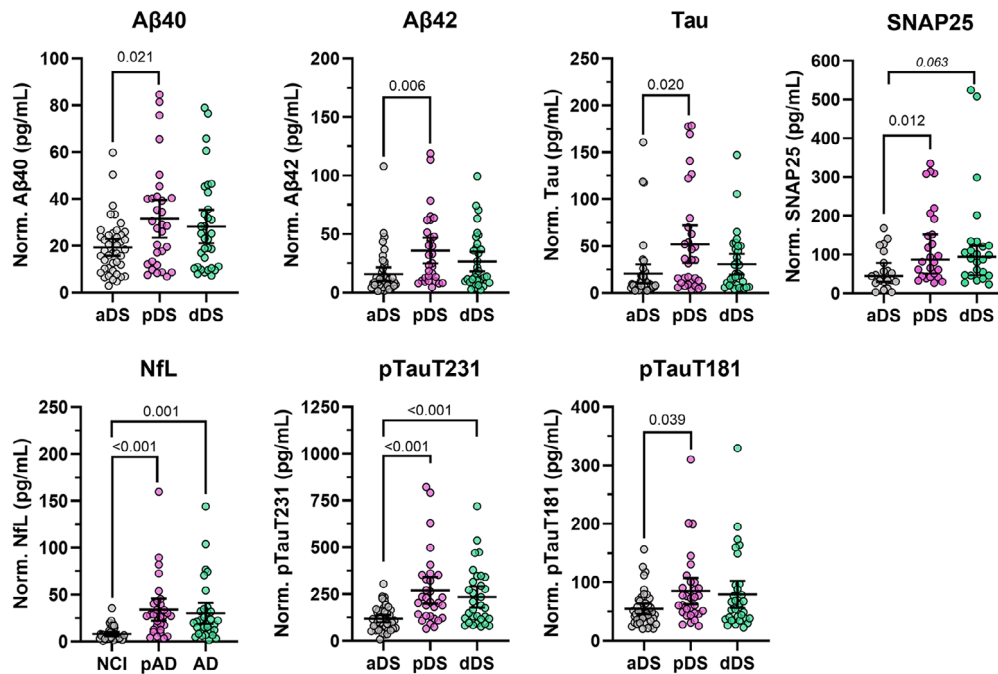 Aβ40
Norm. Aβ40 (pg/mL)
100
80
60
40
20
0
0.021
aDS pDS dDS
Aβ42
Norm. Aβ42 (pg/mL)
200
150
100
50
0
0.006
aDS pDS dDS
Tau
Norm. Tau (pg/mL)
250
200
150
100
50
0
0.020
aDS pDS dDS
SNAP25
Norm. SNAP25 (pg/mL)
600
500
400
300
200
100
0
0.063
0.012
aDS pDS dDS
NfL
Norm. NfL (pg/mL)
250
200
150
100
50
0
0.001
<0.001
NCI pAD AD
pTauT231
Norm. pTauT231 (pg/mL)
1250
1000
750
500
250
0
<0.001
<0.001
aDS pDS dDS
pTauT181
Norm. pTauT181 (pg/mL)
400
300
200
100
0
0.039
aDS pDS dDS